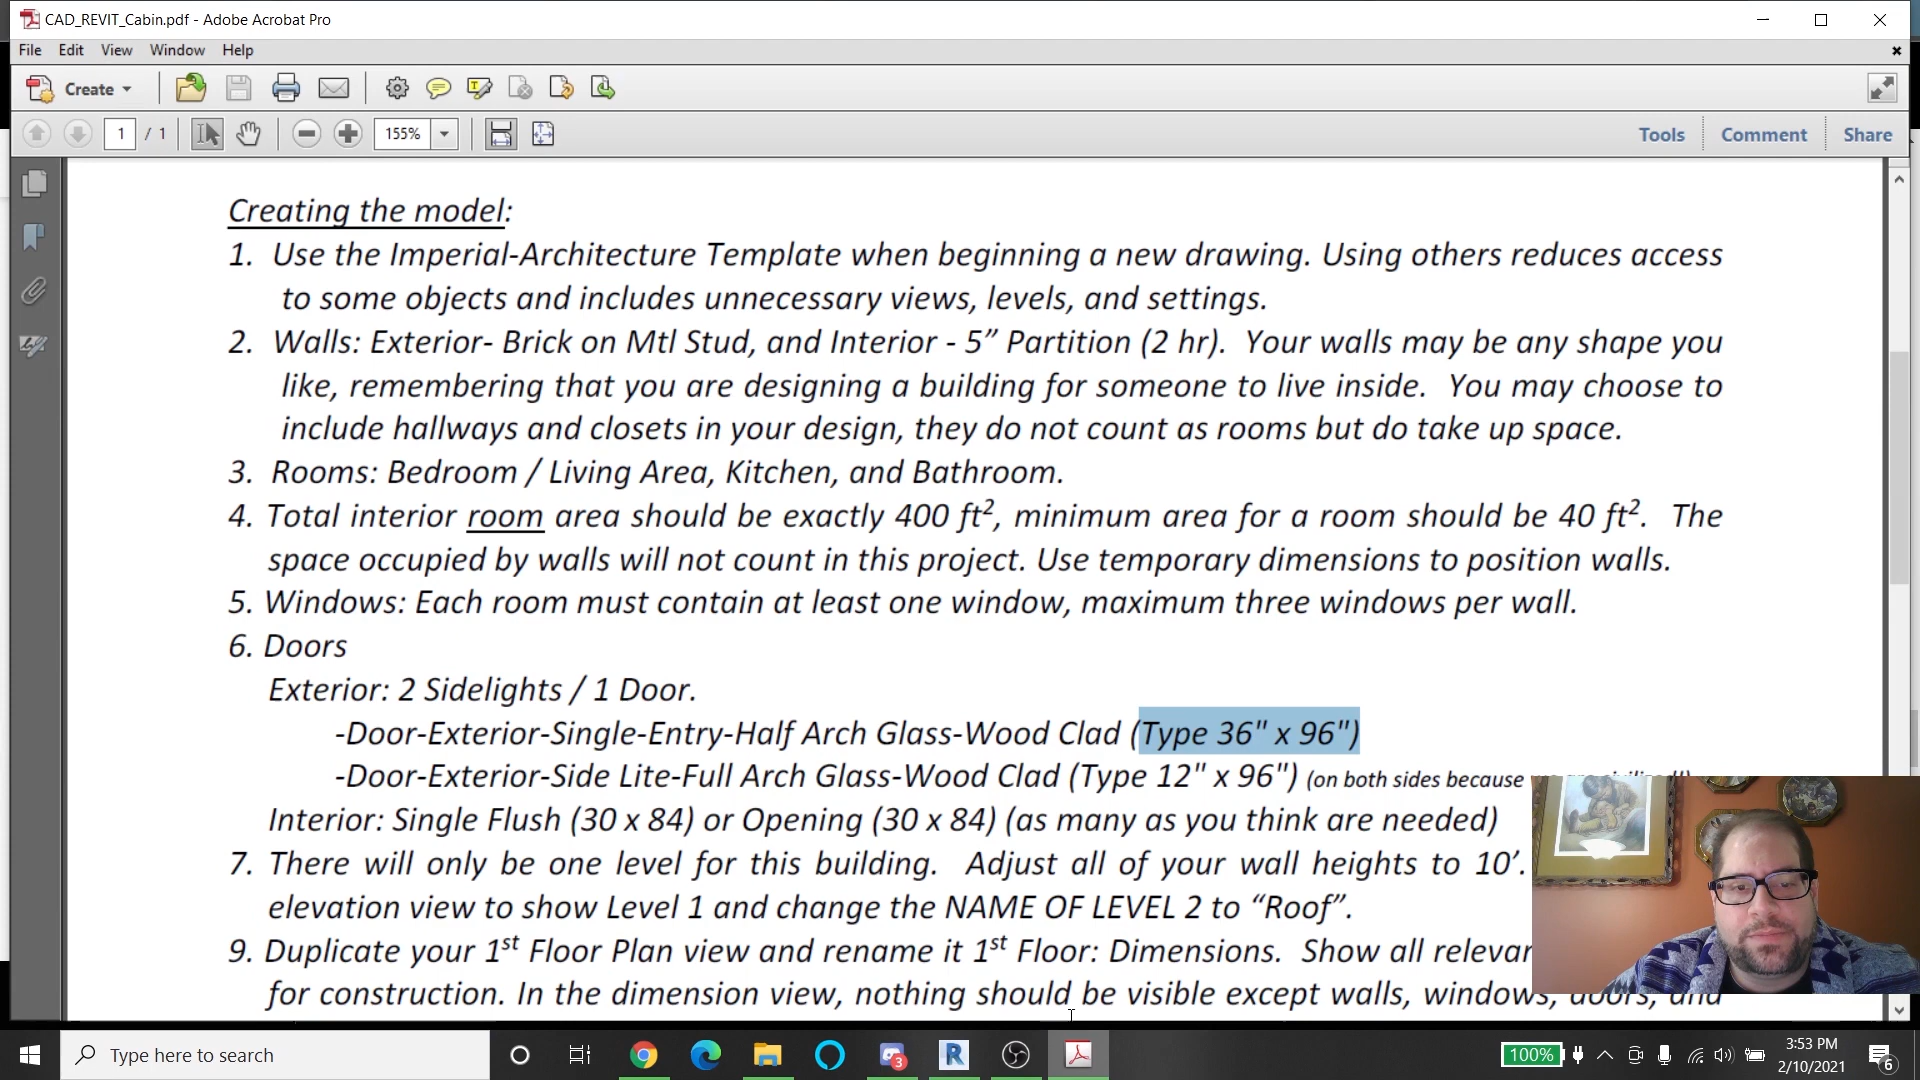 CAD_REVIT_Cabin.pdf - Adobe Acrobat Pro
File Edit View Window Help
Create
1 / 1 155% Tools Comment Share
Creating the model:
1. Use the Imperial-Architecture Template when beginning a new drawing. Using others reduces access
to some objects and includes unnecessary views, levels, and settings.
2. Walls: Exterior- Brick on Mtl Stud, and Interior - 5” Partition (2 hr). Your walls may be any shape you
like, remembering that you are designing a building for someone to live inside. You may choose to
include hallways and closets in your design, they do not count as rooms but do take up space.
3. Rooms: Bedroom / Living Area, Kitchen, and Bathroom.
4. Total interior room area should be exactly 400 ft², minimum area for a room should be 40 ft². The
space occupied by walls will not count in this project. Use temporary dimensions to position walls.
5. Windows: Each room must contain at least one window, maximum three windows per wall.
6. Doors
Exterior: 2 Sidelights / 1 Door.
-Door-Exterior-Single-Entry-Half Arch Glass-Wood Clad (Type 36" x 96")
-Door-Exterior-Side Lite-Full Arch Glass-Wood Clad (Type 12" x 96") (on both sides because
Interior: Single Flush (30 x 84) or Opening (30 x 84) (as many as you think are needed)
7. There will only be one level for this building. Adjust all of your wall heights to 10’.
elevation view to show Level 1 and change the NAME OF LEVEL 2 to “Roof”.
9. Duplicate your 1st Floor Plan view and rename it 1st Floor: Dimensions. Show all
for construction. In the dimension view, nothing should be visible except walls, windows, doors, and
Type here to search
3
R
100%
3:53 PM
2/10/2021
6